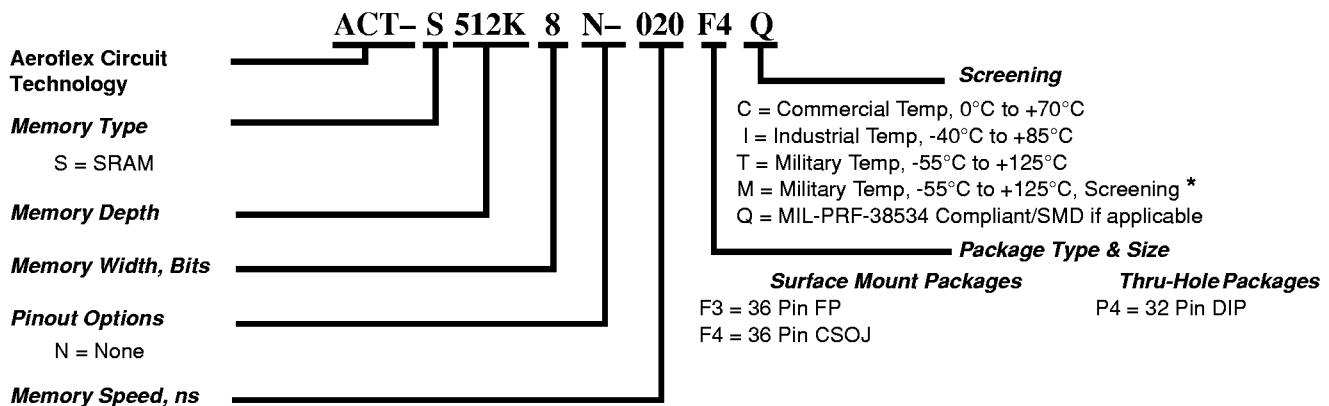 ACT– S 512K 8 N– 020 F4 Q
Aeroflex Circuit
Technology
Memory Type
S = SRAM
Memory Depth
Memory Width, Bits
Pinout Options
N = None
Memory Speed, ns
Screening
C = Commercial Temp, 0°C to +70°C
I = Industrial Temp, -40°C to +85°C
T = Military Temp, -55°C to +125°C
M = Military Temp, -55°C to +125°C, Screening *
Q = MIL-PRF-38534 Compliant/SMD if applicable
Package Type & Size
Surface Mount Packages
F3 = 36 Pin FP
F4 = 36 Pin CSOJ
Thru-Hole Packages
P4 = 32 Pin DIP